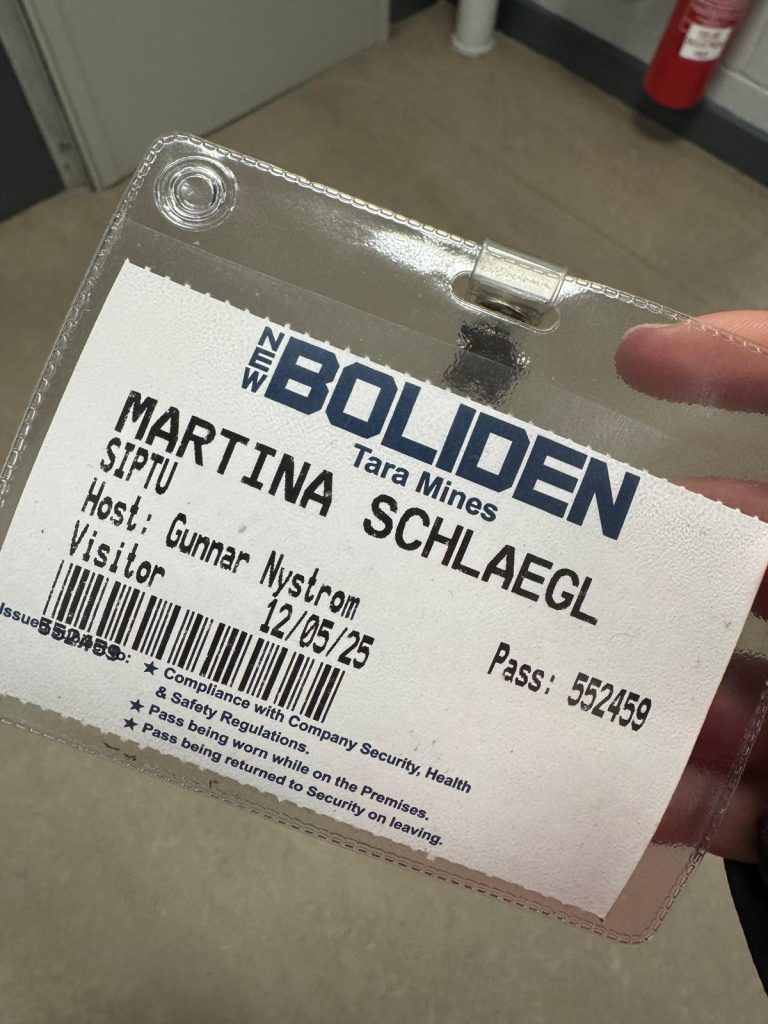 NEW BOLIDEN
Tara Mines
MARTINA SCHLAEGL
SIPTU
Host: Gunnar Nystrom
Visitor 12/05/25
Pass: 552459
552459
★ Compliance with Company Security, Health
& Safety Regulations.
★ Pass being worn while on the Premises.
★ Pass being returned to Security on leaving.